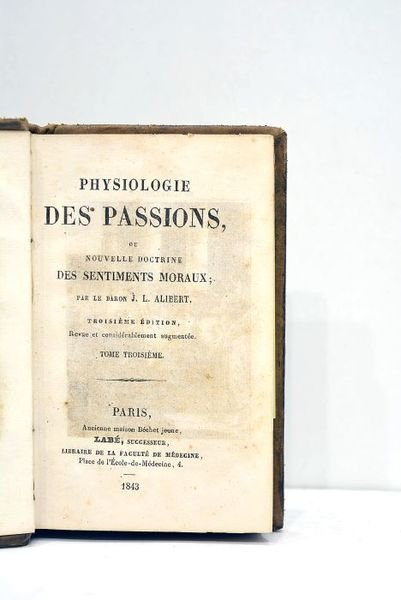 PHYSIOLOGIE
DES PASSIONS,
OU
NOUVELLE DOCTRINE
DES SENTIMENTS MORAUX;
PAR LE BARON J. L. ALIBERT.
TROISIÈME ÉDITION,
Revue et considérablement augmentée.
TOME TROISIÈME.
PARIS,
Ancienne maison Béchet jeune,
LABÉ, SUCCESSEUR,
LIBRAIRE DE LA FACULTÉ DE MÉDECINE,
Place de l'École-de-Médecine, 4.
1843